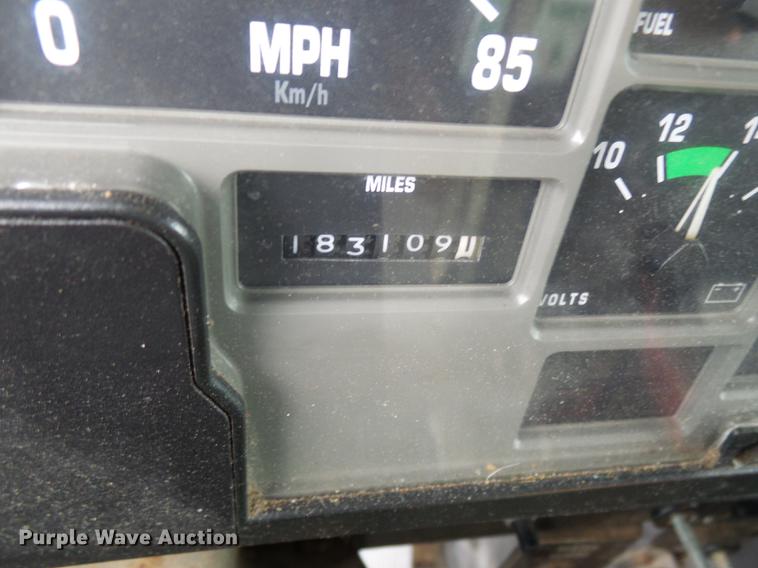 0 MPH 85
Km/h
FUEL
MILES
183109
10 12
VOLTS
Purple Wave Auction